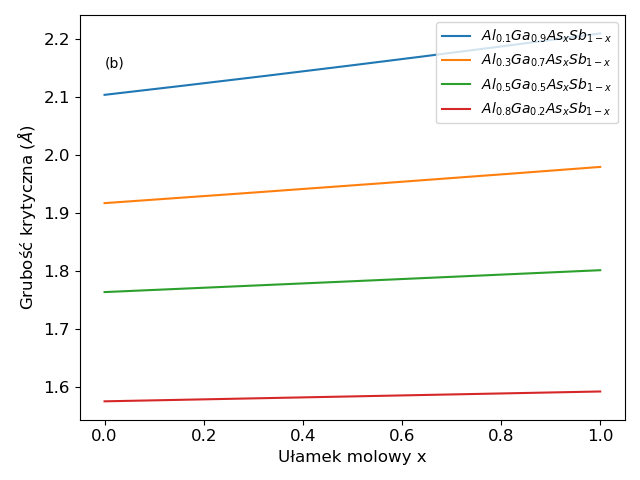 (b)
Al₀.₁Ga₀.₉AsₓSb₁₋ₓ
Al₀.₃Ga₀.₇AsₓSb₁₋ₓ
Al₀.₅Ga₀.₅AsₓSb₁₋ₓ
Al₀.₈Ga₀.₂AsₓSb₁₋ₓ
Grubość krytyczna (Å)
2.2
2.1
2.0
1.9
1.8
1.7
1.6
0.0 0.2 0.4 0.6 0.8 1.0
Ułamek molowy x